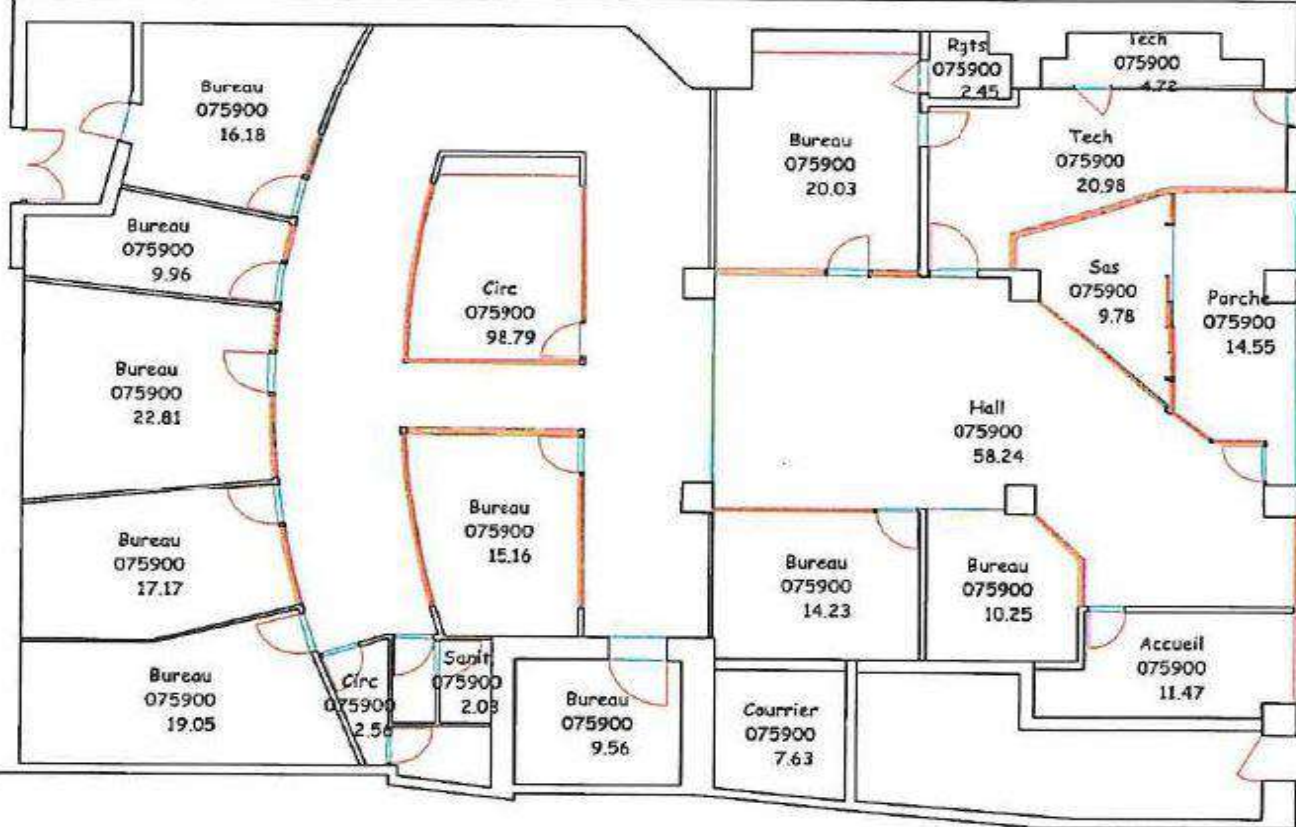 Bureau
075900
16.18
Bureau
075900
9.96
Bureau
075900
22.81
Bureau
075900
17.17
Bureau
075900
19.05
Circ
075900
98.79
Bureau
075900
15.16
Circ
075900
2.56
Sanit
075900
2.03
Bureau
075900
9.56
Bureau
075900
20.03
Rgts
075900
2.45
Tech
075900
4.72
Tech
075900
20.98
Sas
075900
9.78
Porche
075900
14.55
Hall
075900
58.24
Bureau
075900
14.23
Bureau
075900
10.25
Accueil
075900
11.47
Courrier
075900
7.63